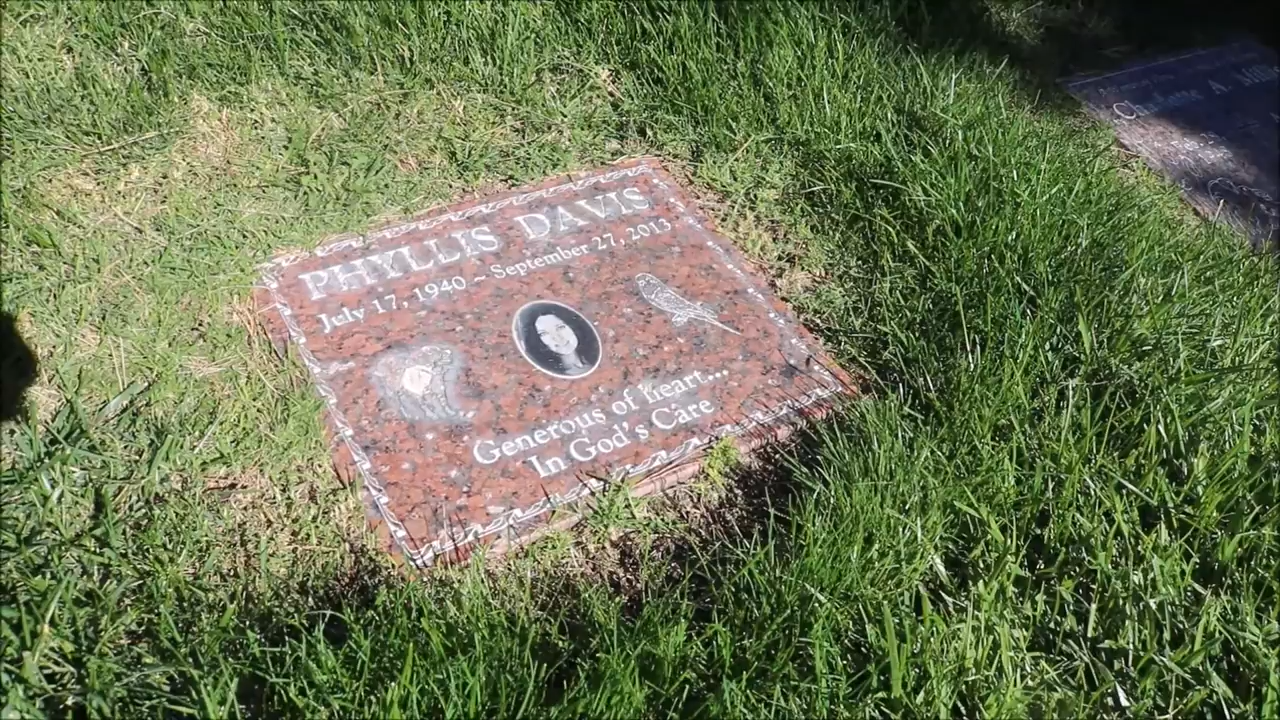 PHYLLIS DAVIS
July 17, 1940 ~ September 27, 2013
Generous of heart...
In God's Care
A.